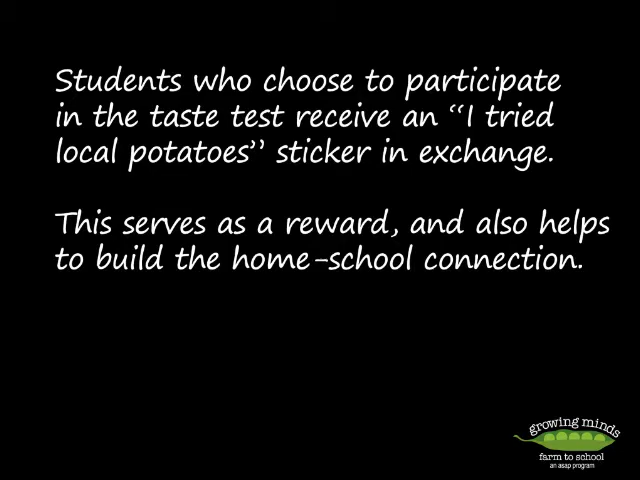 Students who choose to participate
in the taste test receive an “I tried
local potatoes” sticker in exchange.
This serves as a reward, and also helps
to build the home-school connection.
growing minds
farm to school
an asap program